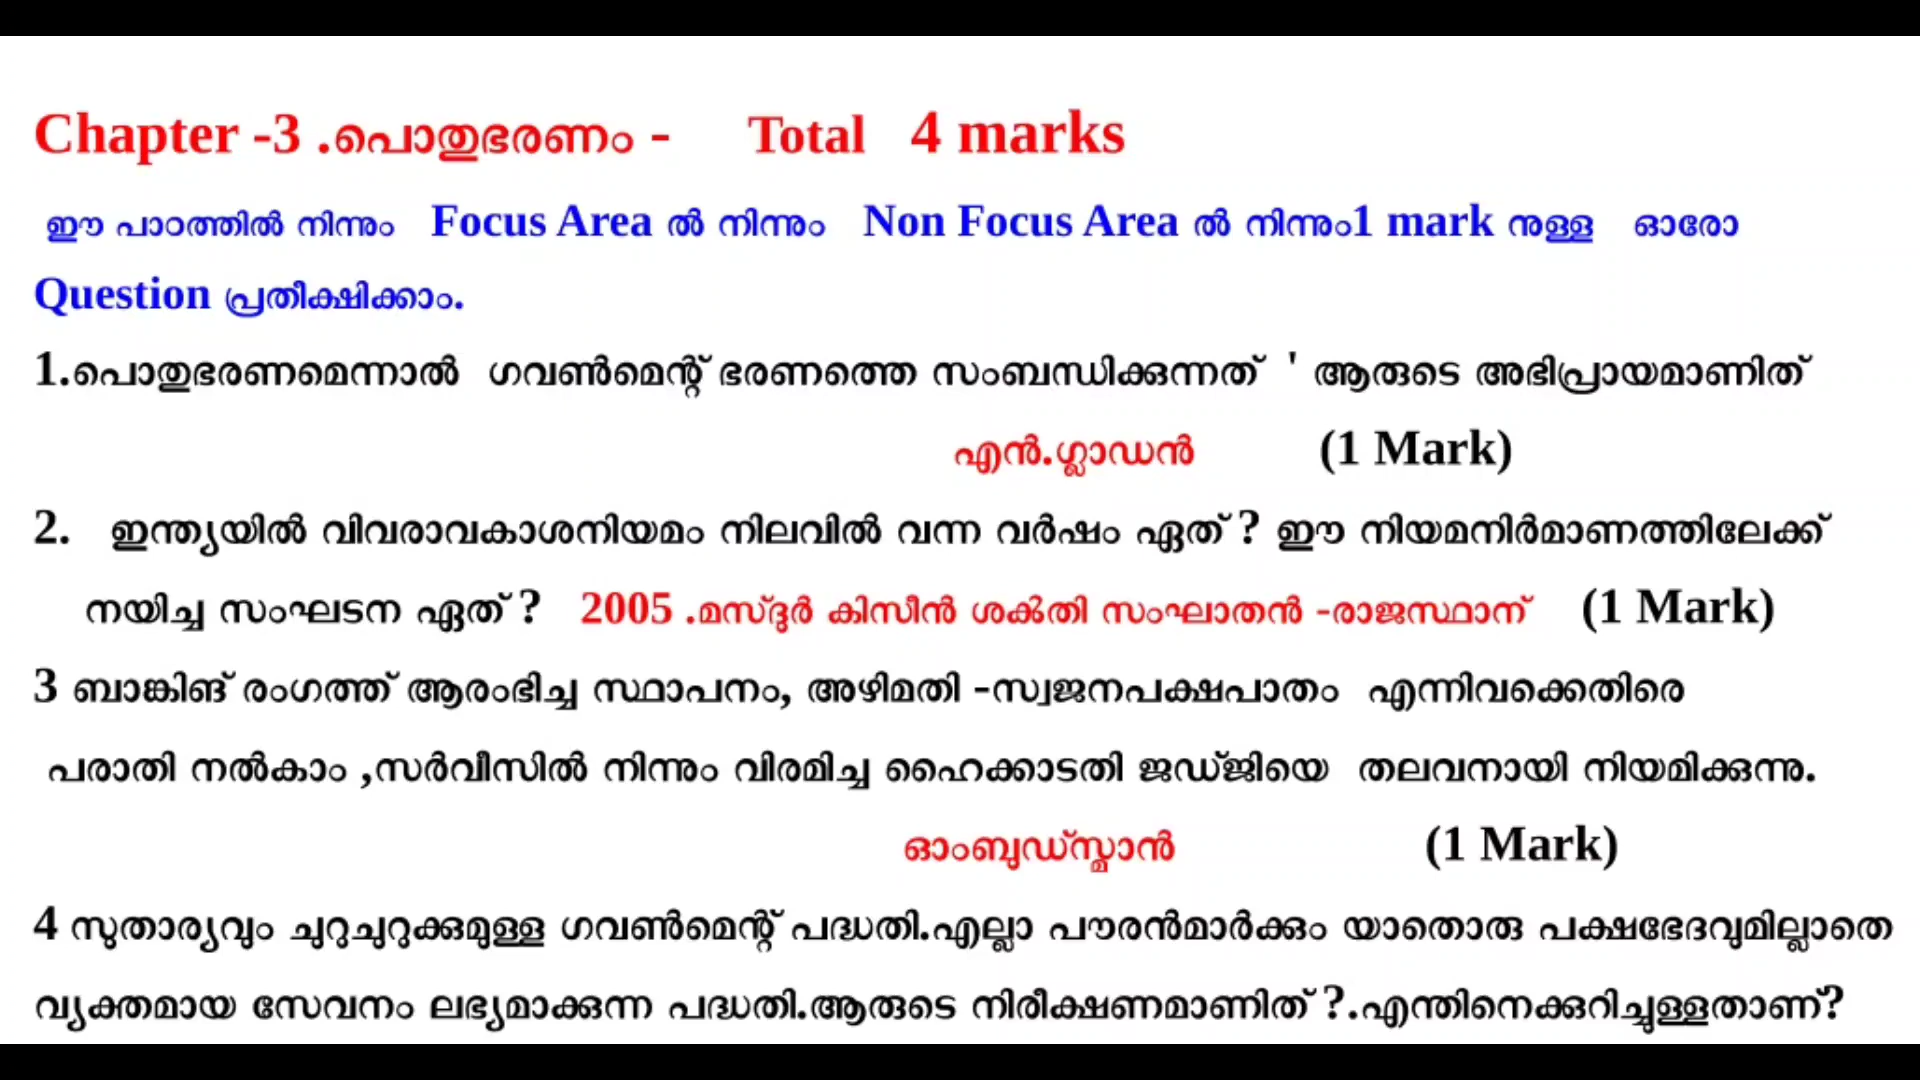 Chapter -3 .പൊതുഭരണം - Total 4 marks
ഈ പാഠത്തിൽ നിന്നും Focus Area ൽ നിന്നും Non Focus Area ൽ നിന്നും1 mark നുള്ള ഓരോ
Question പ്രതീക്ഷിക്കാം.
1.പൊതുഭരണമെന്നാൽ ഗവൺമെന്റ് ഭരണത്തെ സംബന്ധിക്കുന്നത് ' ആരുടെ അഭിപ്രായമാണിത്
എൻ.ഗ്ലാഡൻ (1 Mark)
2. ഇന്ത്യയിൽ വിവരാവകാശനിയമം നിലവിൽ വന്ന വർഷം ഏത് ? ഈ നിയമനിർമാണത്തിലേക്ക്
നയിച്ച സംഘടന ഏത് ? 2005 .മസ്ദുർ കിസീൻ ശക്തി സംഘാതൻ -രാജസ്ഥാന് (1 Mark)
3 ബാങ്കിങ് രംഗത്ത് ആരംഭിച്ച സ്ഥാപനം, അഴിമതി -സ്വജനപക്ഷപാതം എന്നിവക്കെതിരെ
പരാതി നൽകാം ,സർവീസിൽ നിന്നും വിരമിച്ച ഹൈക്കാടതി ജഡ്ജിയെ തലവനായി നിയമിക്കുന്നു.
ഓംബുഡ്സ്മാൻ (1 Mark)
4 സുതാര്യവും ചുറുചുറുക്കുമുള്ള ഗവൺമെന്റ് പദ്ധതി.എല്ലാ പൗരൻമാർക്കും യാതൊരു പക്ഷഭേദവുമില്ലാതെ
വ്യക്തമായ സേവനം ലഭ്യമാക്കുന്ന പദ്ധതി.ആരുടെ നിരീക്ഷണമാണിത് ?.എന്തിനെക്കുറിച്ചുള്ളതാണ്?